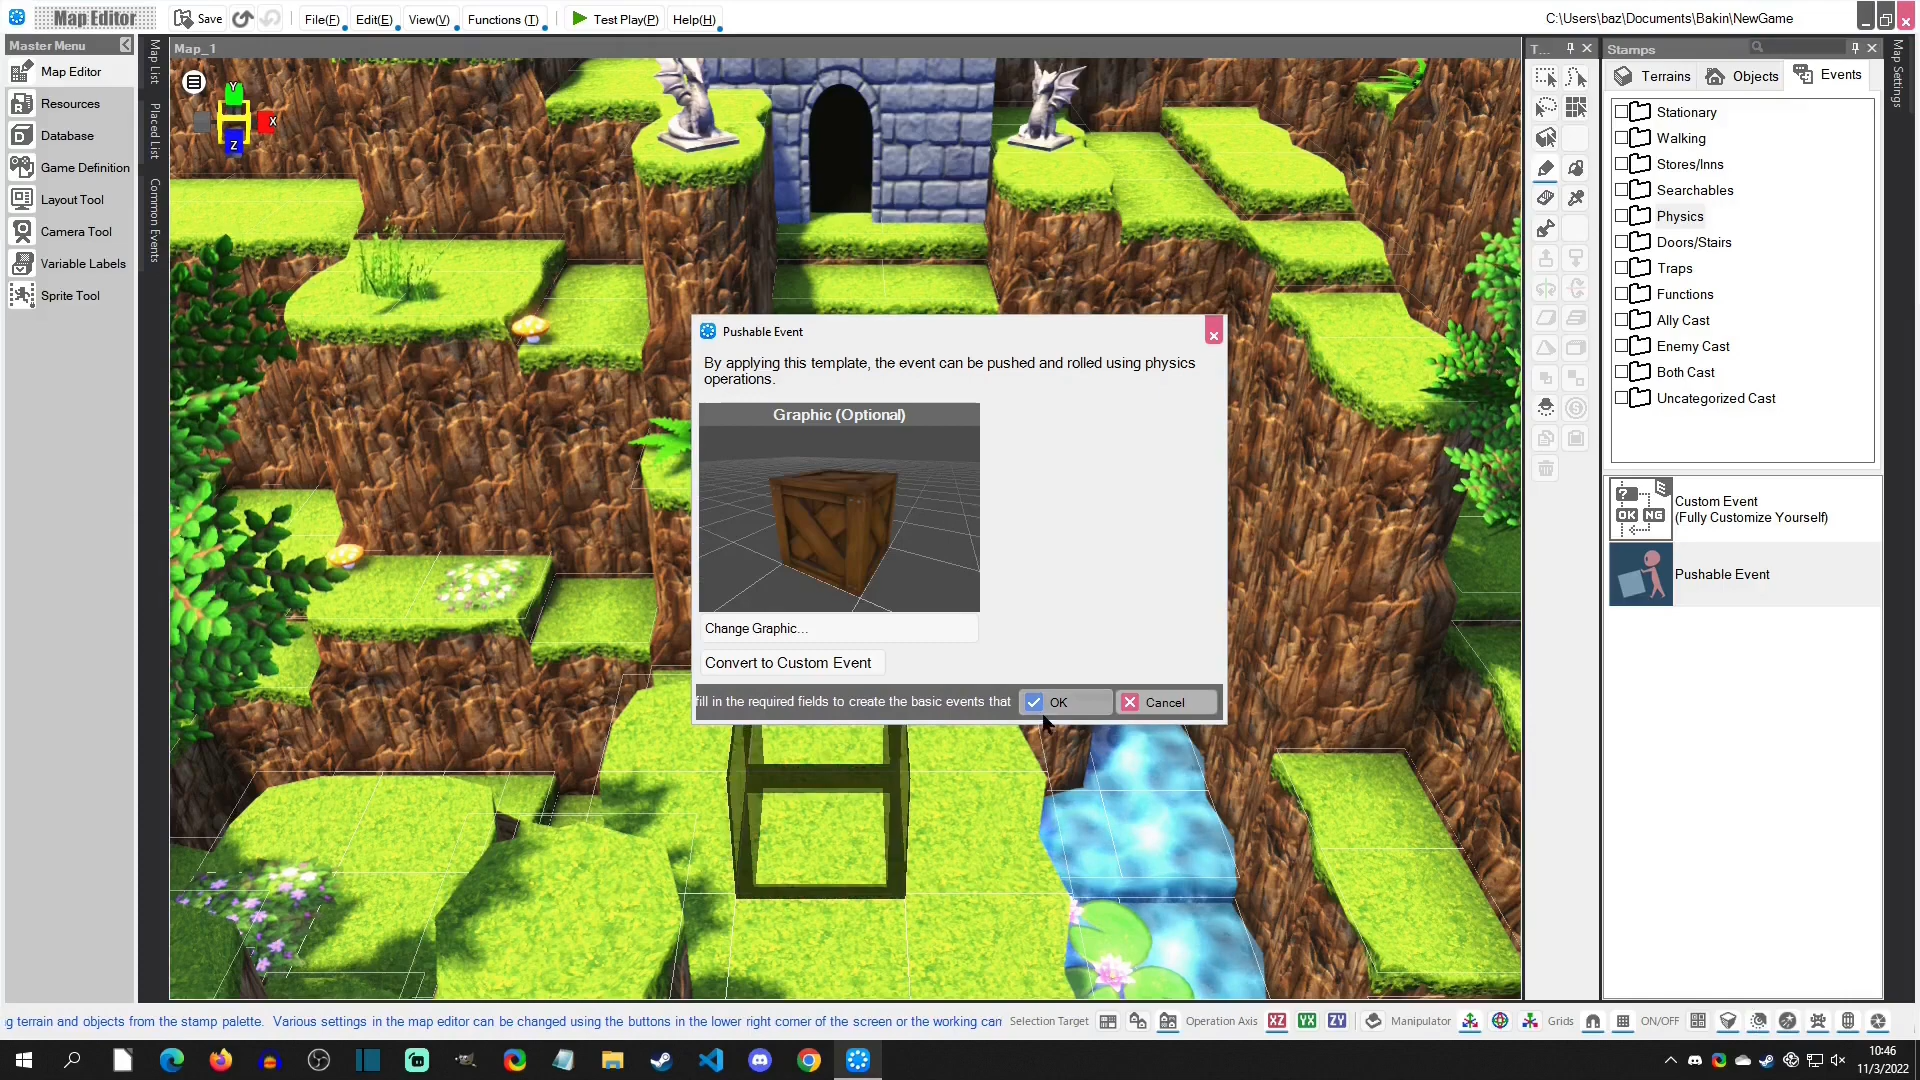 Map Editor
Save
File(F)
Edit(E)
View(V)
Functions (T)
Test Play(P)
Help(H)
C:\Users\baz\Documents\Bakin\NewGame
Master Menu
Map Editor
Resources
Database
Game Definition
Layout Tool
Camera Tool
Variable Labels
Sprite Tool
Map List
Placed List
Common Events
Map_1
Y
X
Z
Pushable Event
By applying this template, the event can be pushed and rolled using physics
operations.
Graphic (Optional)
Change Graphic...
Convert to Custom Event
fill in the required fields to create the basic events that
OK
Cancel
T...
Stamps
Terrains
Objects
Events
Map Settings
Stationary
Walking
Stores/Inns
Searchables
Physics
Doors/Stairs
Traps
Functions
Ally Cast
Enemy Cast
Both Cast
Uncategorized Cast
?
OK NG
Custom Event
(Fully Customize Yourself)
Pushable Event
g terrain and objects from the stamp palette. Various settings in the map editor can be changed using the buttons in the lower right corner of the screen or the working can
Selection Target
Operation Axis
XZ
YX
ZY
Manipulator
Grids
ON/OFF
10:46
11/3/2022